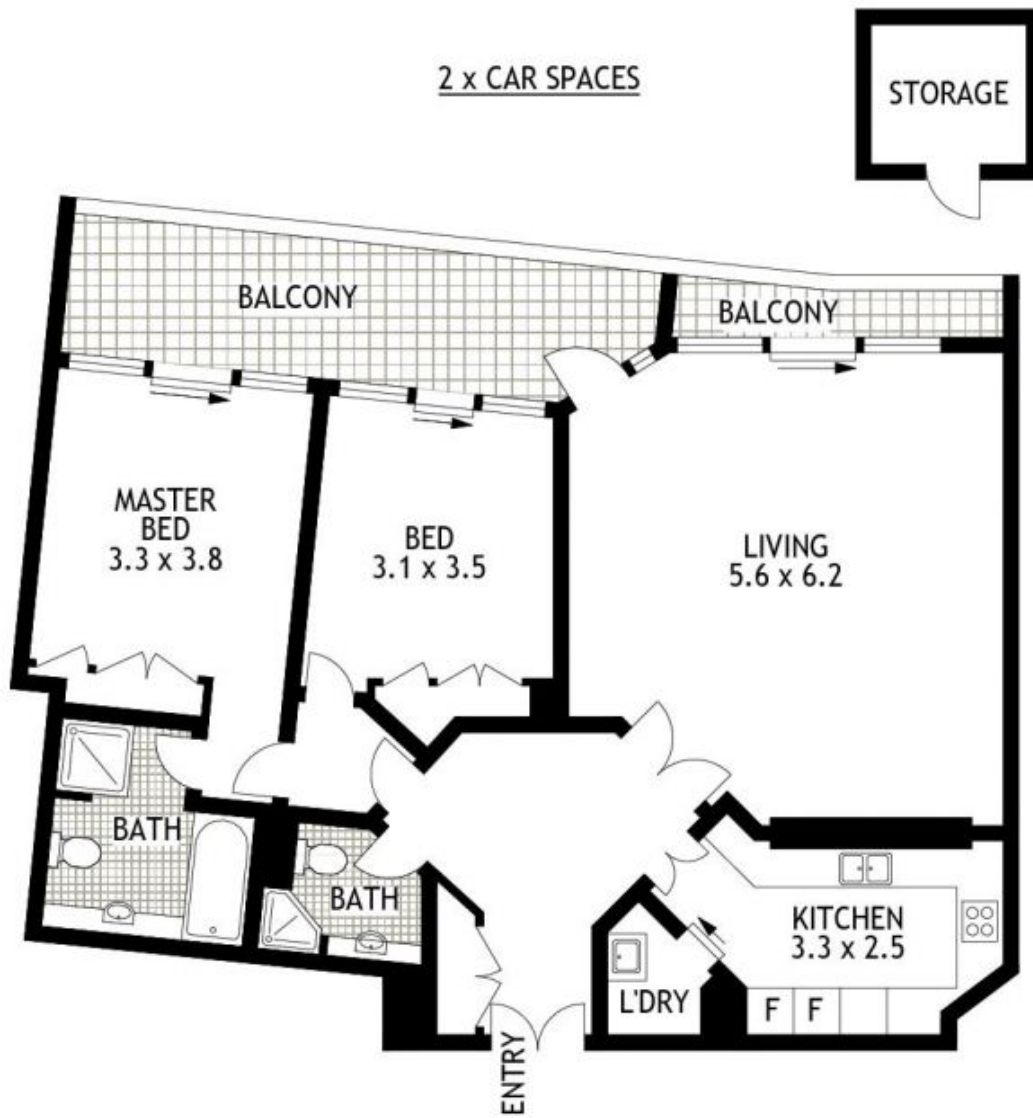 2 x CAR SPACES
STORAGE
BALCONY
BALCONY
MASTER
BED
3.3 x 3.8
BED
3.1 x 3.5
LIVING
5.6 x 6.2
BATH
BATH
KITCHEN
3.3 x 2.5
L'DRY
F F
ENTRY